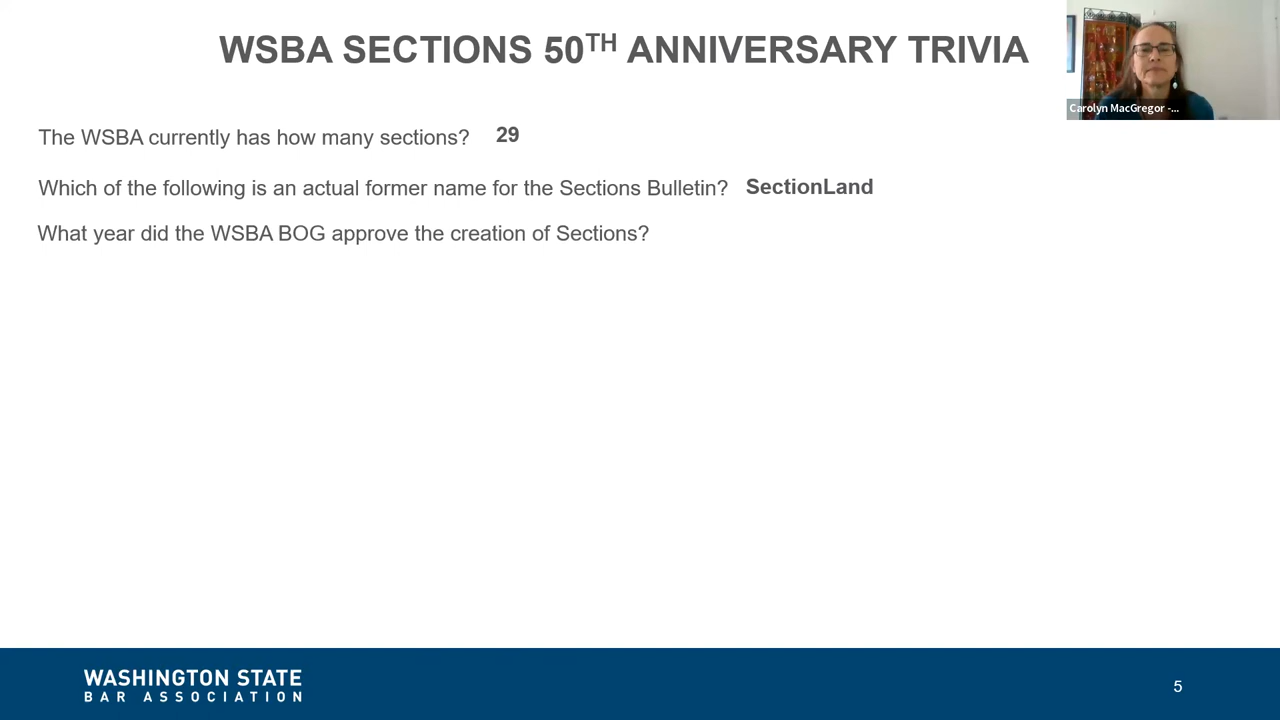 WSBA SECTIONS 50TH ANNIVERSARY TRIVIA
Carolyn MacGregor -...
The WSBA currently has how many sections? 29
Which of the following is an actual former name for the Sections Bulletin? SectionLand
What year did the WSBA BOG approve the creation of Sections?
WASHINGTON STATE
BAR ASSOCIATION
5